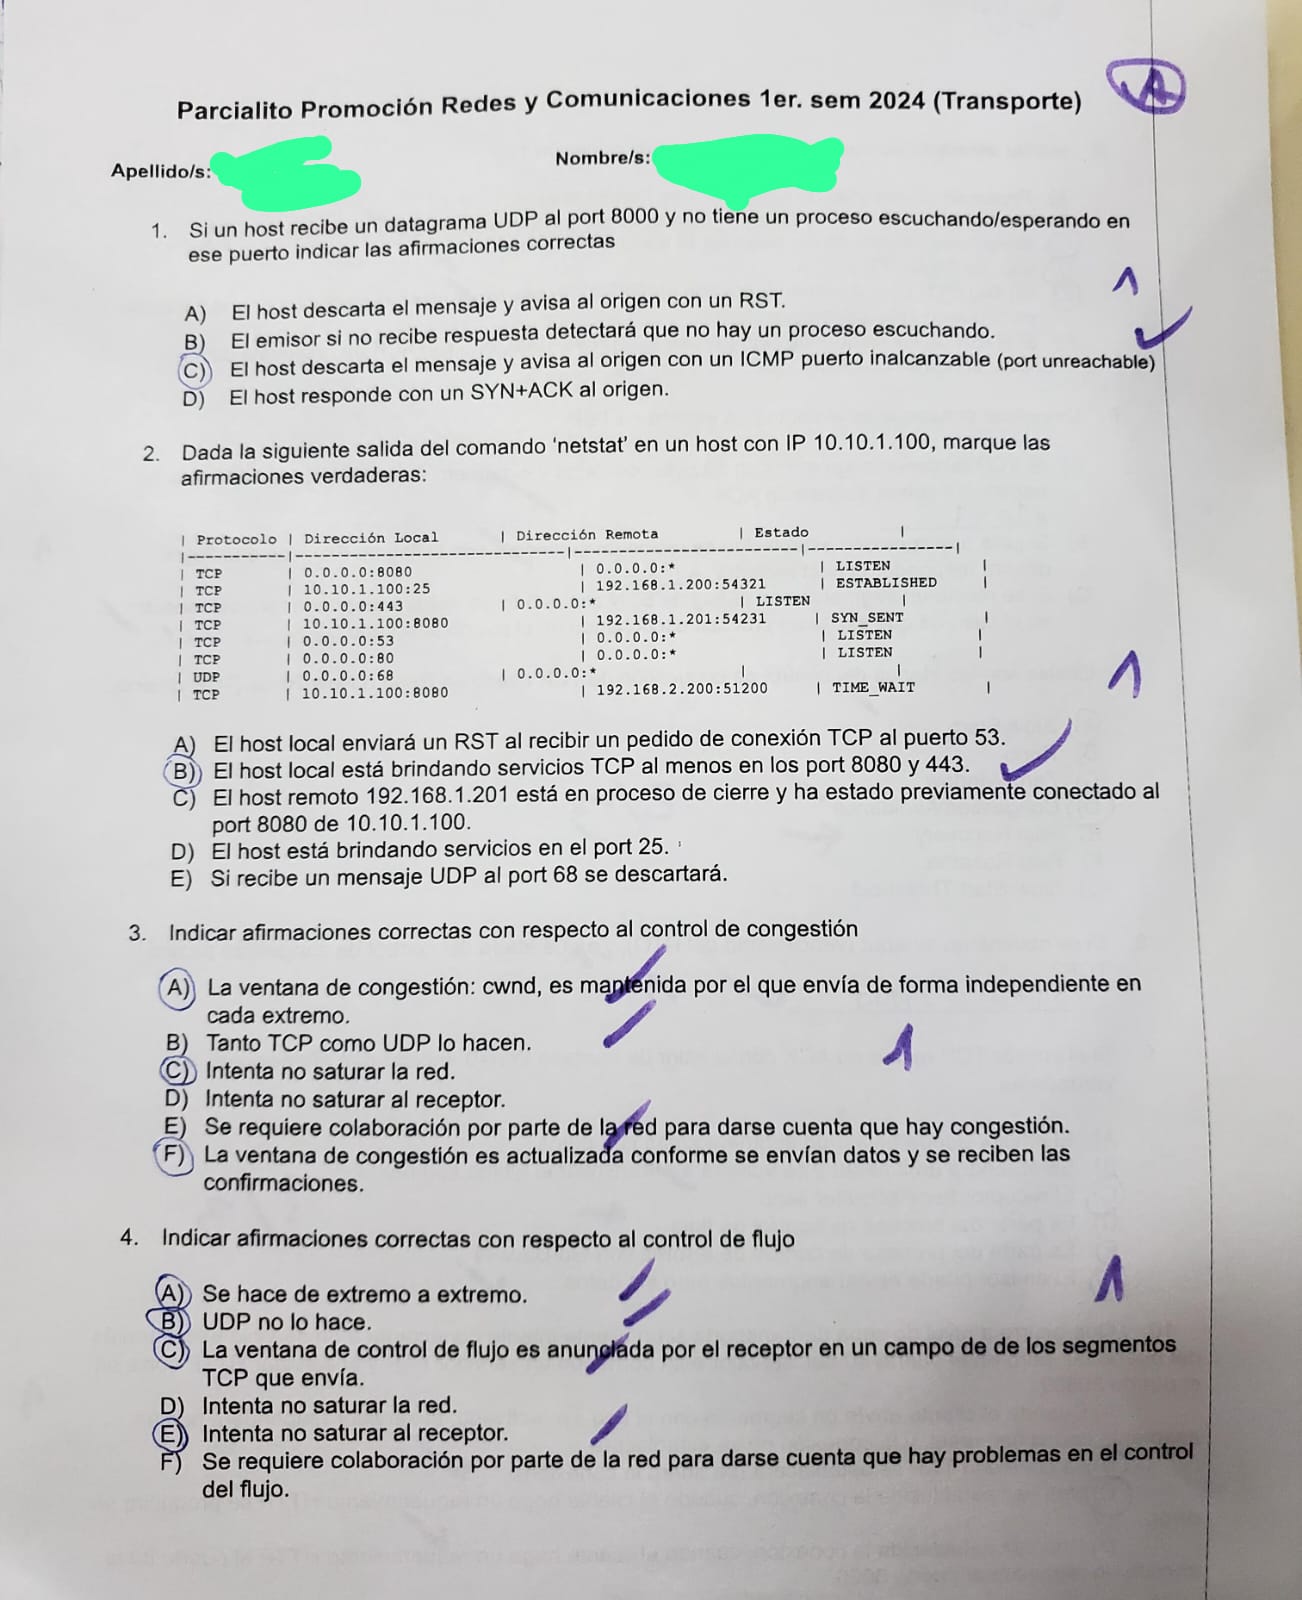 Parcialito Promoción Redes y Comunicaciones 1er. sem 2024 (Transporte)
A
Apellido/s: Nombre/s:
1. Si un host recibe un datagrama UDP al port 8000 y no tiene un proceso escuchando/esperando en
ese puerto indicar las afirmaciones correctas
1
A) El host descarta el mensaje y avisa al origen con un RST.
B) El emisor si no recibe respuesta detectará que no hay un proceso escuchando.
C) El host descarta el mensaje y avisa al origen con un ICMP puerto inalcanzable (port unreachable)
D) El host responde con un SYN+ACK al origen.
2. Dada la siguiente salida del comando 'netstat' en un host con IP 10.10.1.100, marque las
afirmaciones verdaderas:
| Protocolo | Dirección Local | Dirección Remota | Estado |
|-----------|----------------------------|-----------------------|---------------|
| TCP | 0.0.0.0:8080 | 0.0.0.0:* | LISTEN |
| TCP | 10.10.1.100:25 | 192.168.1.200:54321 | ESTABLISHED |
| TCP | 0.0.0.0:443 | 0.0.0.0:* | LISTEN |
| TCP | 10.10.1.100:8080 | 192.168.1.201:54231 | SYN_SENT |
| TCP | 0.0.0.0:53 | 0.0.0.0:* | LISTEN |
| TCP | 0.0.0.0:80 | 0.0.0.0:* | LISTEN |
| UDP | 0.0.0.0:68 | 0.0.0.0:* | |
| TCP | 10.10.1.100:8080 | 192.168.2.200:51200 | TIME_WAIT |
1
A) El host local enviará un RST al recibir un pedido de conexión TCP al puerto 53.
B) El host local está brindando servicios TCP al menos en los port 8080 y 443.
C) El host remoto 192.168.1.201 está en proceso de cierre y ha estado previamente conectado al
port 8080 de 10.10.1.100.
D) El host está brindando servicios en el port 25.
E) Si recibe un mensaje UDP al port 68 se descartará.
3. Indicar afirmaciones correctas con respecto al control de congestión
A) La ventana de congestión: cwnd, es mantenida por el que envía de forma independiente en
cada extremo.
B) Tanto TCP como UDP lo hacen.
1
C) Intenta no saturar la red.
D) Intenta no saturar al receptor.
E) Se requiere colaboración por parte de la red para darse cuenta que hay congestión.
F) La ventana de congestión es actualizada conforme se envían datos y se reciben las
confirmaciones.
4. Indicar afirmaciones correctas con respecto al control de flujo
1
A) Se hace de extremo a extremo.
B) UDP no lo hace.
C) La ventana de control de flujo es anunciada por el receptor en un campo de de los segmentos
TCP que envía.
D) Intenta no saturar la red.
E) Intenta no saturar al receptor.
F) Se requiere colaboración por parte de la red para darse cuenta que hay problemas en el control
del flujo.